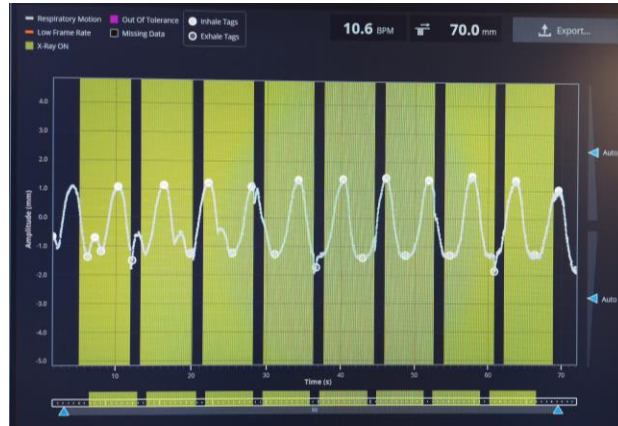 Respiratory Motion
Out Of Tolerance
Inhale Tags
Low Frame Rate
Missing Data
Exhale Tags
X-Ray ON
10.6 BPM
70.0 mm
Export...
4.0
3.0
2.0
1.0
0.0
-1.0
-2.0
-3.0
-4.0
-5.0
Amplitude (mm)
Auto
Auto
10
20
30
40
50
60
70
Time (s)